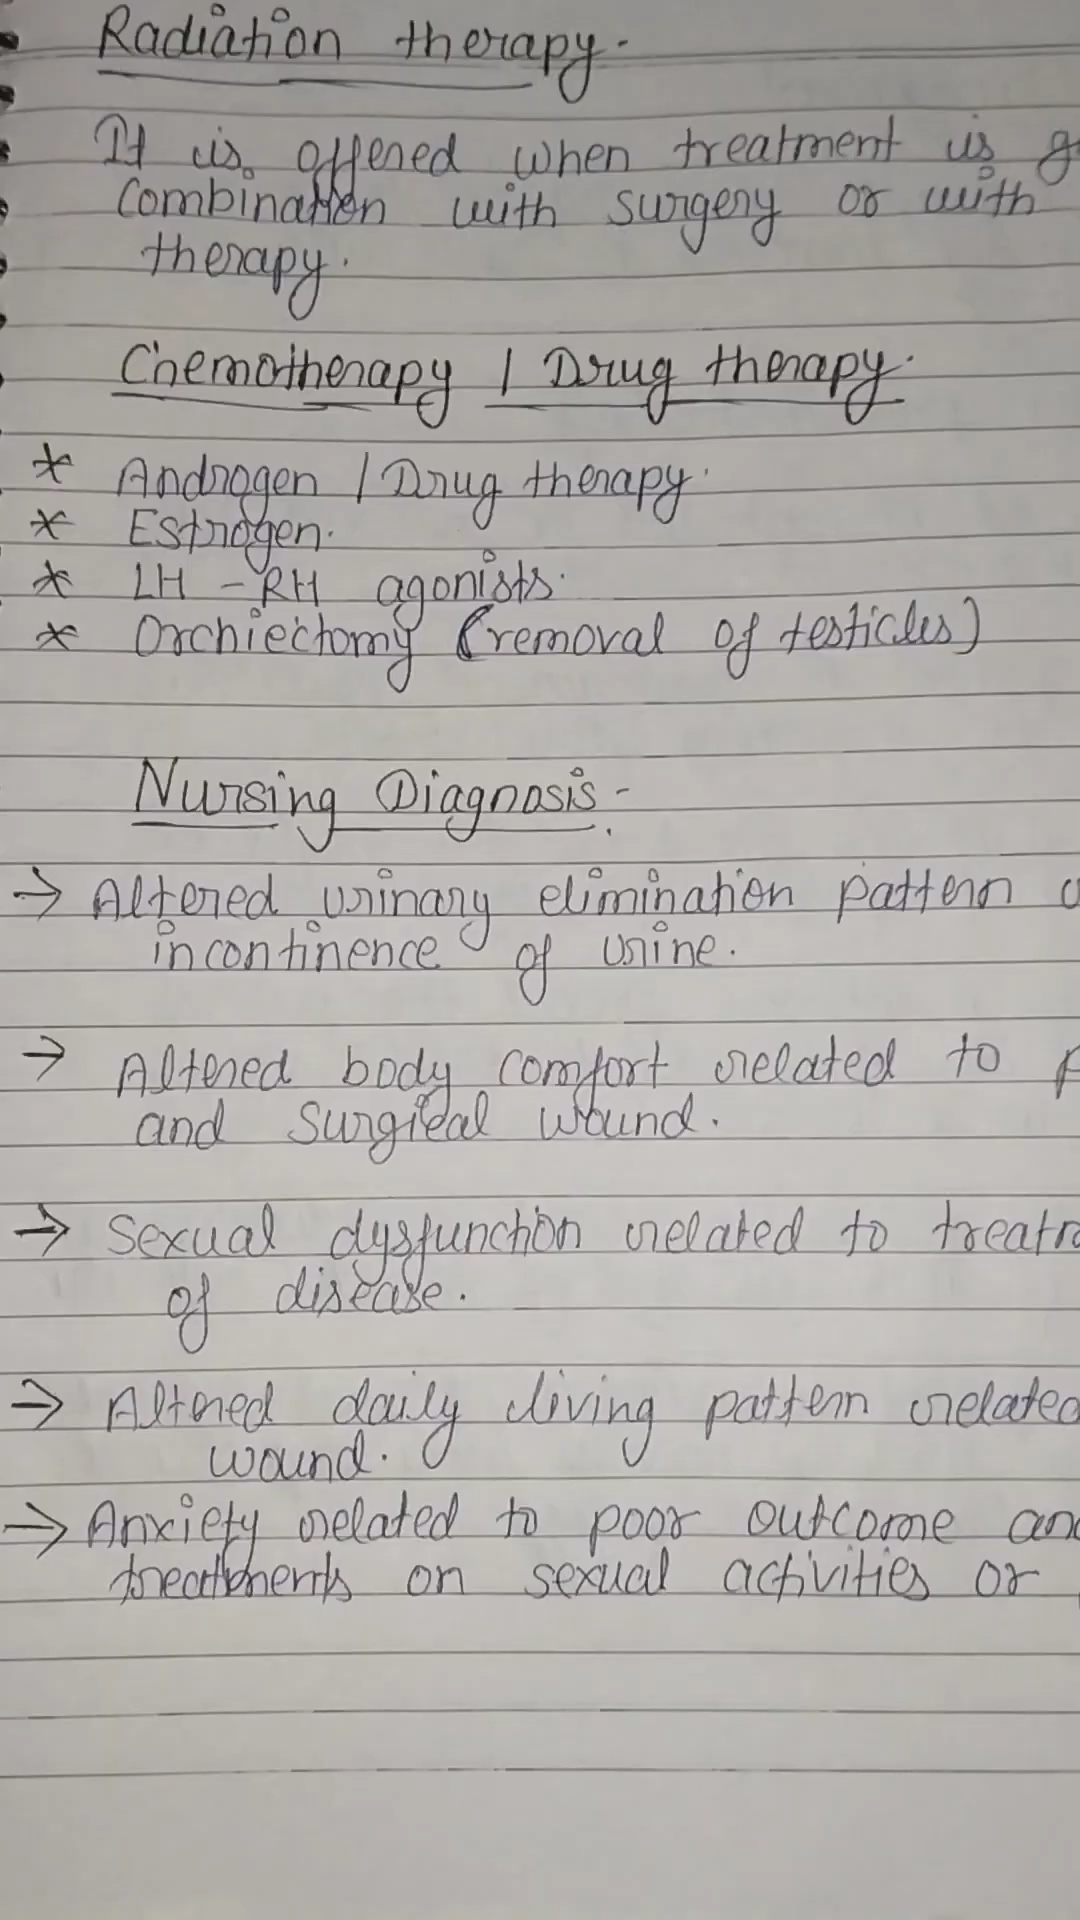 Radiation therapy-
It is offered when treatment is
Combination with surgery or with
therapy.
Chemotherapy / Drug therapy.
* Androgen / Drug therapy.
* Estrogen.
* LH-RH agonists.
* Orchiectomy (removal of testicles)
Nursing Diagnosis-
→ Altered urinary elimination pattern
incontinence of urine.
→ Altered body comfort related to
and surgical wound.
→ Sexual dysfunction related to
of disease.
→ Altered daily living pattern related
wound.
→ Anxiety related to poor outcome and
treatments on sexual activities or